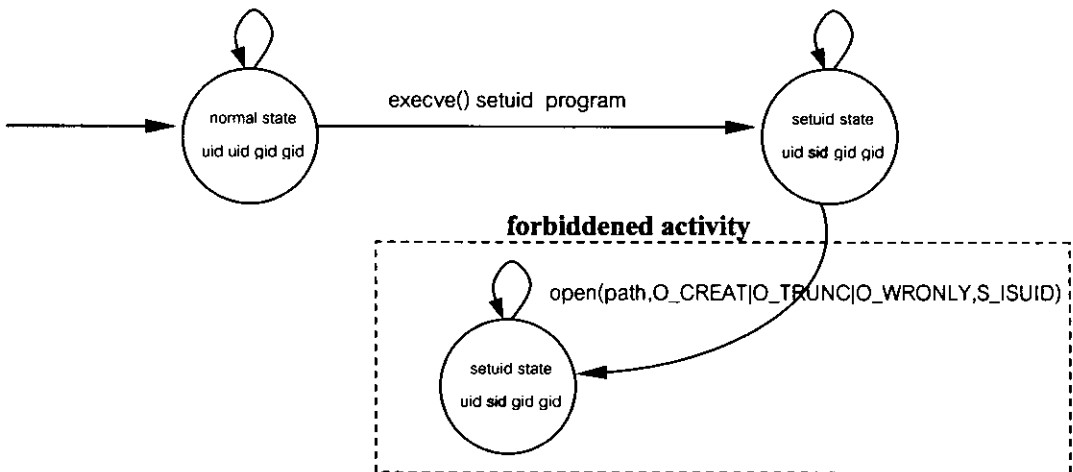 execve() setuid program
normal state
uid uid gid gid
setuid state
uid sid gid gid
forbiddened activity
open(path,O_CREAT|O_TRUNC|O_WRONLY,S_ISUID)
setuid state
uid sid gid gid